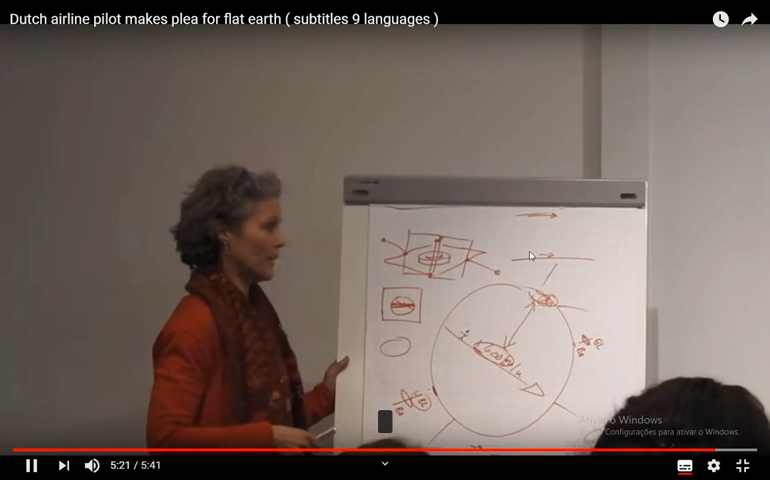 Dutch airline pilot makes plea for flat earth ( subtitles 9 languages )
Ativar o Windows
Configurações para ativar o Windows.
5:21 / 5:41